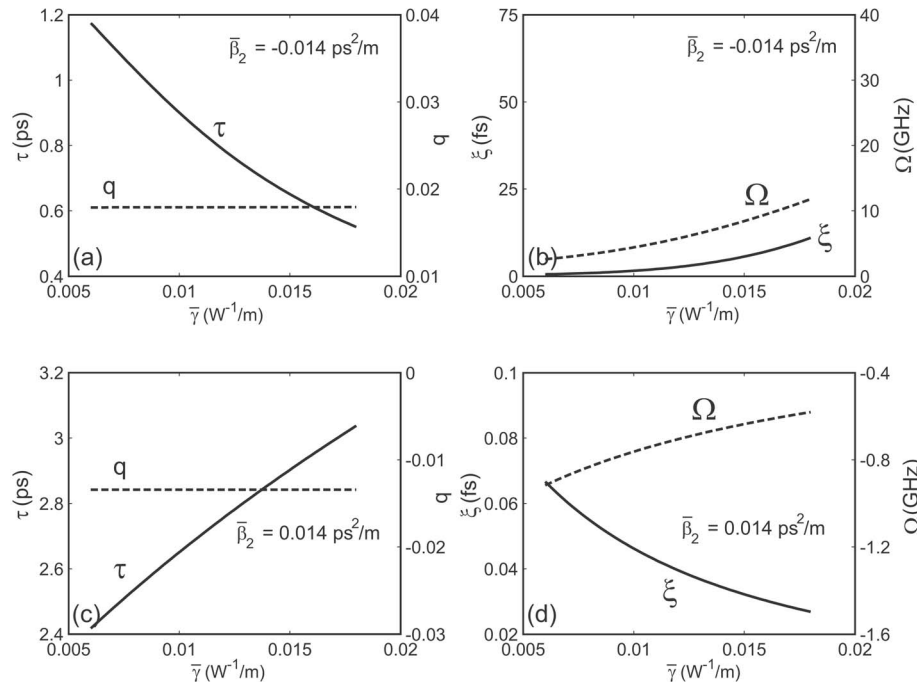 1.2
1
0.8
0.6
0.4
0.04
0.03
0.02
0.01
β̄₂ = -0.014 ps²/m
τ
q
(a)
τ (ps)
q
0.005 0.01 0.015 0.02
γ̄ (W⁻¹/m)
75
50
25
0
40
30
20
10
0
β̄₂ = -0.014 ps²/m
Ω
ξ
(b)
ξ (fs)
Ω(GHz)
0.005 0.01 0.015 0.02
γ̄ (W⁻¹/m)
3.2
3
2.8
2.6
2.4
0
-0.01
-0.02
-0.03
q
β̄₂ = 0.014 ps²/m
τ
(c)
τ (ps)
q
0.005 0.01 0.015 0.02
γ̄ (W⁻¹/m)
0.1
0.08
0.06
0.04
0.02
-0.4
-0.8
-1.2
-1.6
Ω
β̄₂ = 0.014 ps²/m
ξ
(d)
ξ (fs)
Ω(GHz)
0.005 0.01 0.015 0.02
γ̄ (W⁻¹/m)